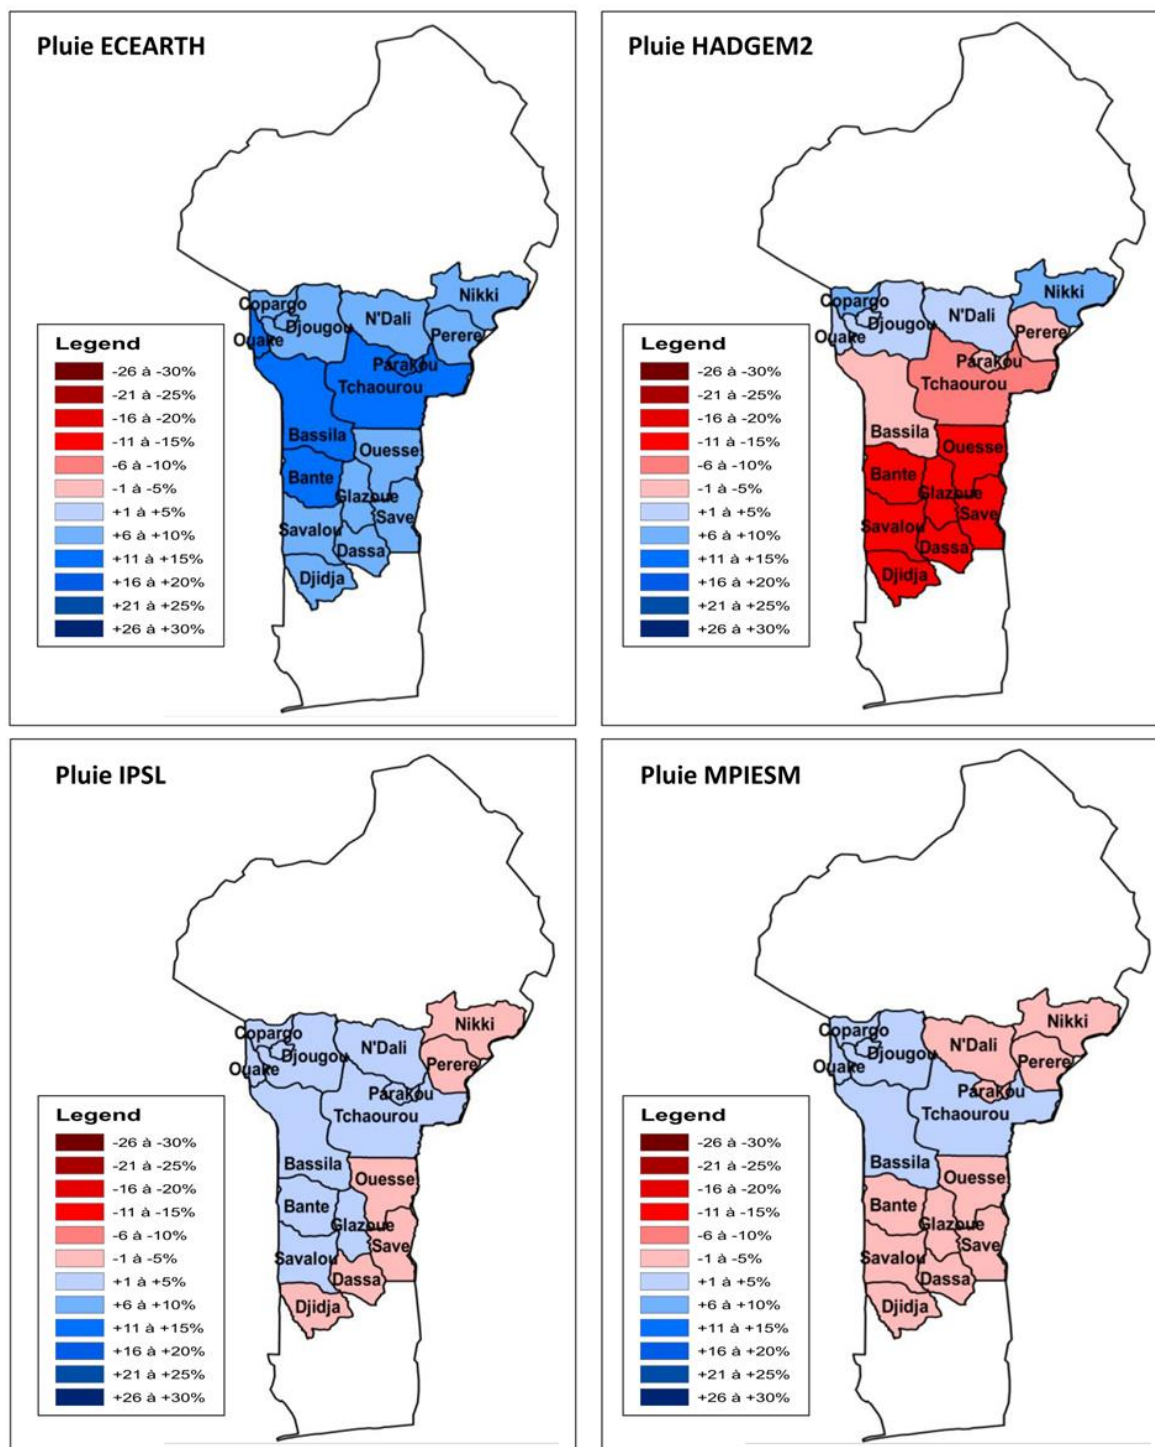 Pluie ECEARTH
Copargo
Nikki
Djougou
N'Dali
Ouake
Perere
Parakou
Tchaourou
Bassila
Ouesse
Bante
Glazoue
Save
Savalou
Dassa
Djidja
Legend
-26 à -30%
-21 à -25%
-16 à -20%
-11 à -15%
-6 à -10%
-1 à -5%
+1 à +5%
+6 à +10%
+11 à +15%
+16 à +20%
+21 à +25%
+26 à +30%
Pluie HADGEM2
Copargo
Nikki
Djougou
N'Dali
Ouake
Perere
Parakou
Tchaourou
Bassila
Ouesse
Bante
Glazoue
Save
Savalou
Dassa
Djidja
Legend
-26 à -30%
-21 à -25%
-16 à -20%
-11 à -15%
-6 à -10%
-1 à -5%
+1 à +5%
+6 à +10%
+11 à +15%
+16 à +20%
+21 à +25%
+26 à +30%
Pluie IPSL
Copargo
Nikki
Djougou
N'Dali
Ouake
Perere
Parakou
Tchaourou
Bassila
Ouesse
Bante
Glazoue
Save
Savalou
Dassa
Djidja
Legend
-26 à -30%
-21 à -25%
-16 à -20%
-11 à -15%
-6 à -10%
-1 à -5%
+1 à +5%
+6 à +10%
+11 à +15%
+16 à +20%
+21 à +25%
+26 à +30%
Pluie MPIESM
Copargo
Nikki
Djougou
N'Dali
Ouake
Perere
Parakou
Tchaourou
Bassila
Ouesse
Bante
Glazoue
Save
Savalou
Dassa
Djidja
Legend
-26 à -30%
-21 à -25%
-16 à -20%
-11 à -15%
-6 à -10%
-1 à -5%
+1 à +5%
+6 à +10%
+11 à +15%
+16 à +20%
+21 à +25%
+26 à +30%